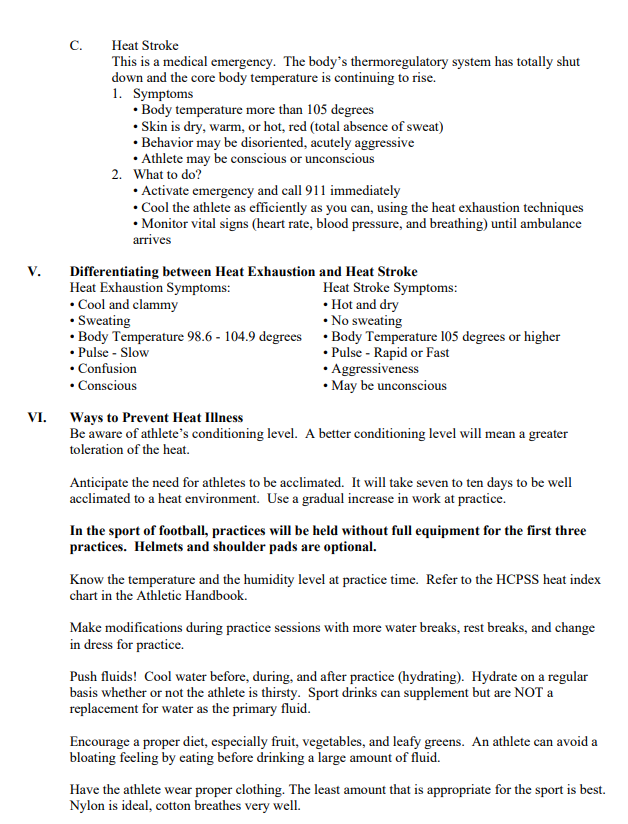 C. Heat Stroke
This is a medical emergency. The body's thermoregulatory system has totally shut
down and the core body temperature is continuing to rise.
1. Symptoms
• Body temperature more than 105 degrees
• Skin is dry, warm, or hot, red (total absence of sweat)
• Behavior may be disoriented, acutely aggressive
• Athlete may be conscious or unconscious
2. What to do?
• Activate emergency and call 911 immediately
• Cool the athlete as efficiently as you can, using the heat exhaustion techniques
• Monitor vital signs (heart rate, blood pressure, and breathing) until ambulance
arrives
V. Differentiating between Heat Exhaustion and Heat Stroke
Heat Exhaustion Symptoms: Heat Stroke Symptoms:
• Cool and clammy • Hot and dry
• Sweating • No sweating
• Body Temperature 98.6 - 104.9 degrees • Body Temperature l05 degrees or higher
• Pulse - Slow • Pulse - Rapid or Fast
• Confusion • Aggressiveness
• Conscious • May be unconscious
VI. Ways to Prevent Heat Illness
Be aware of athlete's conditioning level. A better conditioning level will mean a greater
toleration of the heat.
Anticipate the need for athletes to be acclimated. It will take seven to ten days to be well
acclimated to a heat environment. Use a gradual increase in work at practice.
In the sport of football, practices will be held without full equipment for the first three
practices. Helmets and shoulder pads are optional.
Know the temperature and the humidity level at practice time. Refer to the HCPSS heat index
chart in the Athletic Handbook.
Make modifications during practice sessions with more water breaks, rest breaks, and change
in dress for practice.
Push fluids! Cool water before, during, and after practice (hydrating). Hydrate on a regular
basis whether or not the athlete is thirsty. Sport drinks can supplement but are NOT a
replacement for water as the primary fluid.
Encourage a proper diet, especially fruit, vegetables, and leafy greens. An athlete can avoid a
bloating feeling by eating before drinking a large amount of fluid.
Have the athlete wear proper clothing. The least amount that is appropriate for the sport is best.
Nylon is ideal, cotton breathes very well.